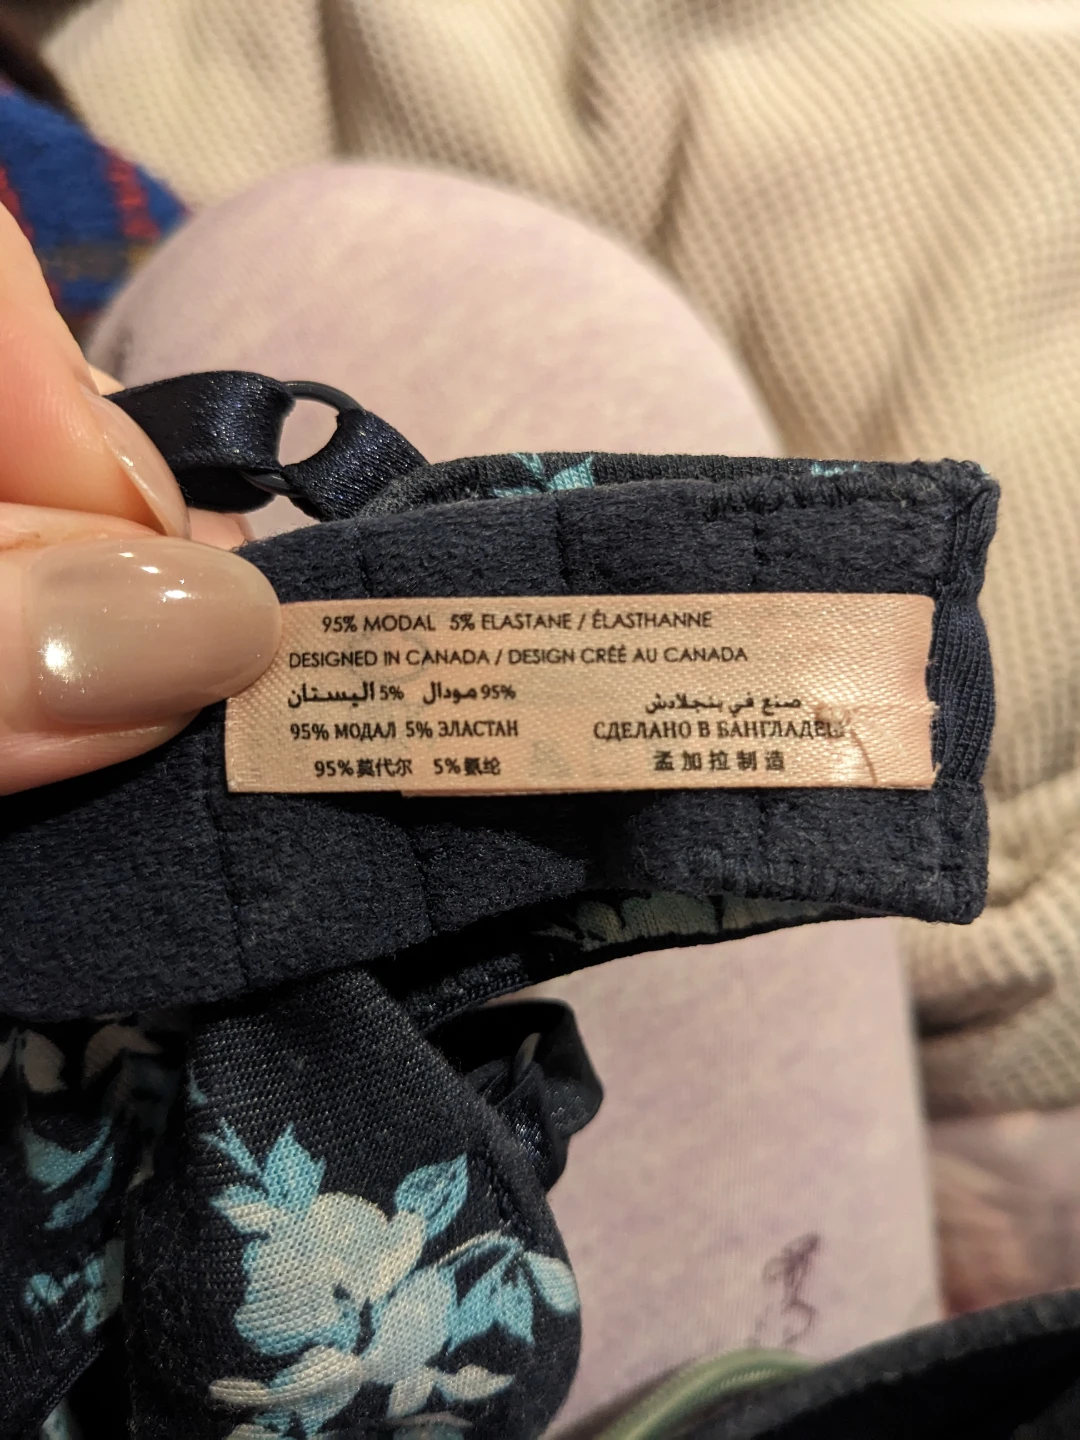 95% MODAL 5% ELASTANE / ÉLASTHANNE
DESIGNED IN CANADA / DESIGN CRÉÉ AU CANADA
95% مودال 5% اليستان
صنع في بنجلادش
95% МОДАЛ 5% ЭЛАСТАН
СДЕЛАНО В БАНГЛАДЕШ
95%莫代尔 5%氨纶
孟加拉制造